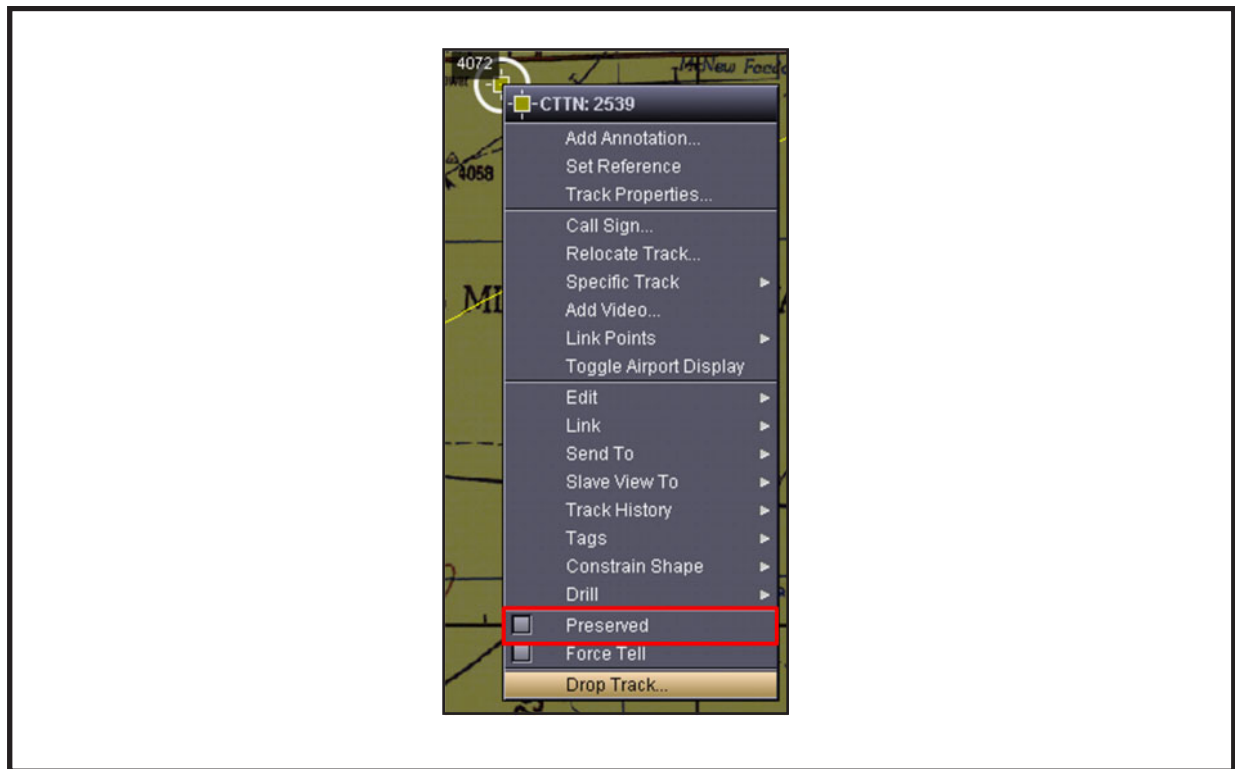 4072
McNew
CTTN: 2539
Add Annotation...
Set Reference
4058
Track Properties...
Call Sign...
Relocate Track...
Specific Track
MI
Add Video...
Link Points
Toggle Airport Display
Edit
Link
Send To
Slave View To
Track History
Tags
Constrain Shape
Drill
Preserved
Force Tell
Drop Track...